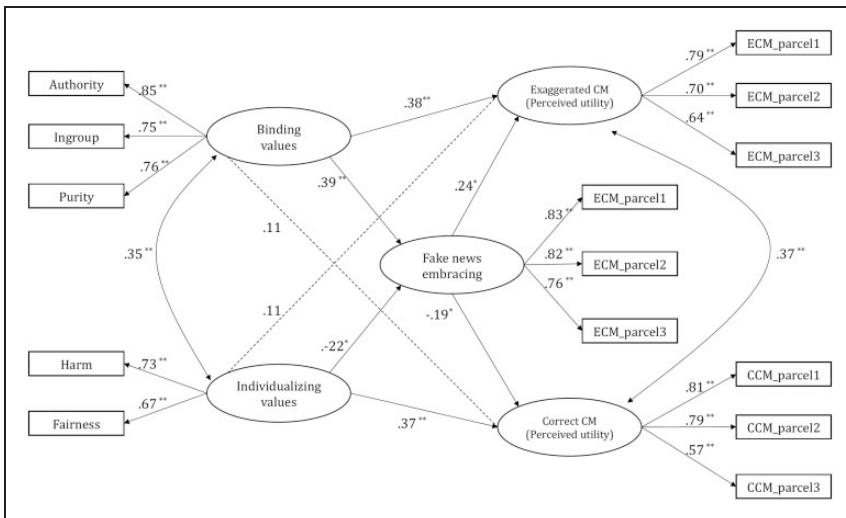 ECM_parcel1
.79**
Authority
Exaggerated CM
(Perceived utility)
.70**
ECM_parcel2
.85**
.38**
.64**
Ingroup
.75**
Binding
values
ECM_parcel3
.76**
.39**
.24*
Purity
ECM_parcel1
.83**
.35**
.11
Fake news
embracing
.82**
ECM_parcel2
.37**
.76**
.11
-.19*
ECM_parcel3
.-22*
Harm
.73**
CCM_parcel1
.81**
Individualizing
values
.67**
Fairness
.37**
Correct CM
(Perceived utility)
.79**
CCM_parcel2
.57**
CCM_parcel3